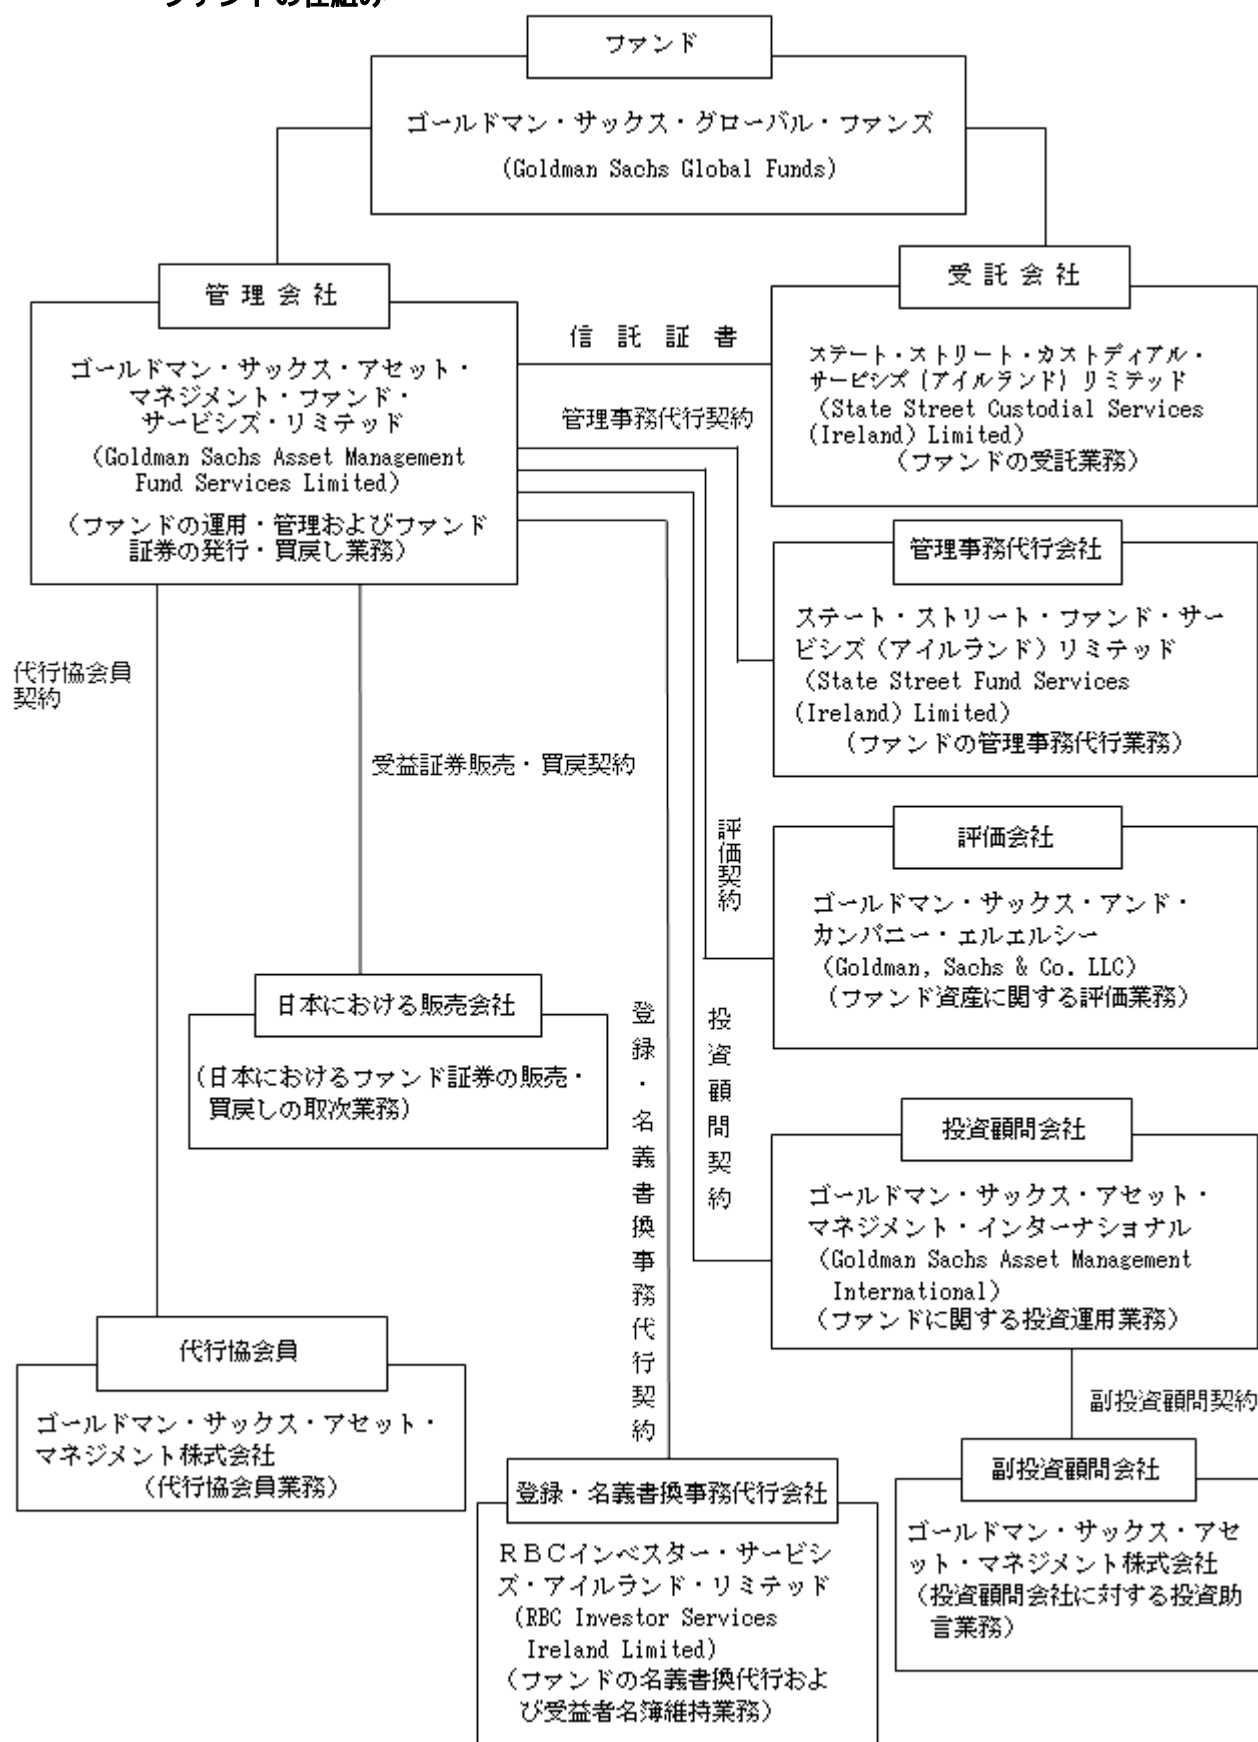 ファンドの仕組み
ファンド
ゴールドマン・サックス・グローバル・ファンズ
(Goldman Sachs Global Funds)
管 理 会 社
ゴールドマン・サックス・アセット・
マネジメント・ファンド・
サービシズ・リミテッド
(Goldman Sachs Asset Management
Fund Services Limited)
(ファンドの運用・管理およびファンド
証券の発行・買戻し業務)
信 託 証 書
受 託 会 社
ステート・ストリート・カストディアル・
サービシズ(アイルランド)リミテッド
(State Street Custodial Services
(Ireland) Limited)
(ファンドの受託業務)
管理事務代行契約
管理事務代行会社
ステート・ストリート・ファンド・サー
ビシズ(アイルランド)リミテッド
(State Street Fund Services
(Ireland) Limited)
(ファンドの管理事務代行業務)
代行協会員
契約
受益証券販売・買戻契約
評価契約
評価会社
ゴールドマン・サックス・アンド・
カンパニー・エルエルシー
(Goldman, Sachs & Co. LLC)
(ファンド資産に関する評価業務)
日本における販売会社
(日本におけるファンド証券の販売・
買戻しの取次業務)
登録・名義書換事務代行契約
投資顧問契約
投資顧問会社
ゴールドマン・サックス・アセット・
マネジメント・インターナショナル
(Goldman Sachs Asset Management
International)
(ファンドに関する投資運用業務)
代行協会員
ゴールドマン・サックス・アセット・
マネジメント株式会社
(代行協会員業務)
副投資顧問契約
副投資顧問会社
ゴールドマン・サックス・アセ
ット・マネジメント株式会社
(投資顧問会社に対する投資助
言業務)
登録・名義書換事務代行会社
RBCインベスター・サービシ
ズ・アイルランド・リミテッド
(RBC Investor Services
Ireland Limited)
(ファンドの名義書換代行およ
び受益者名簿維持業務)